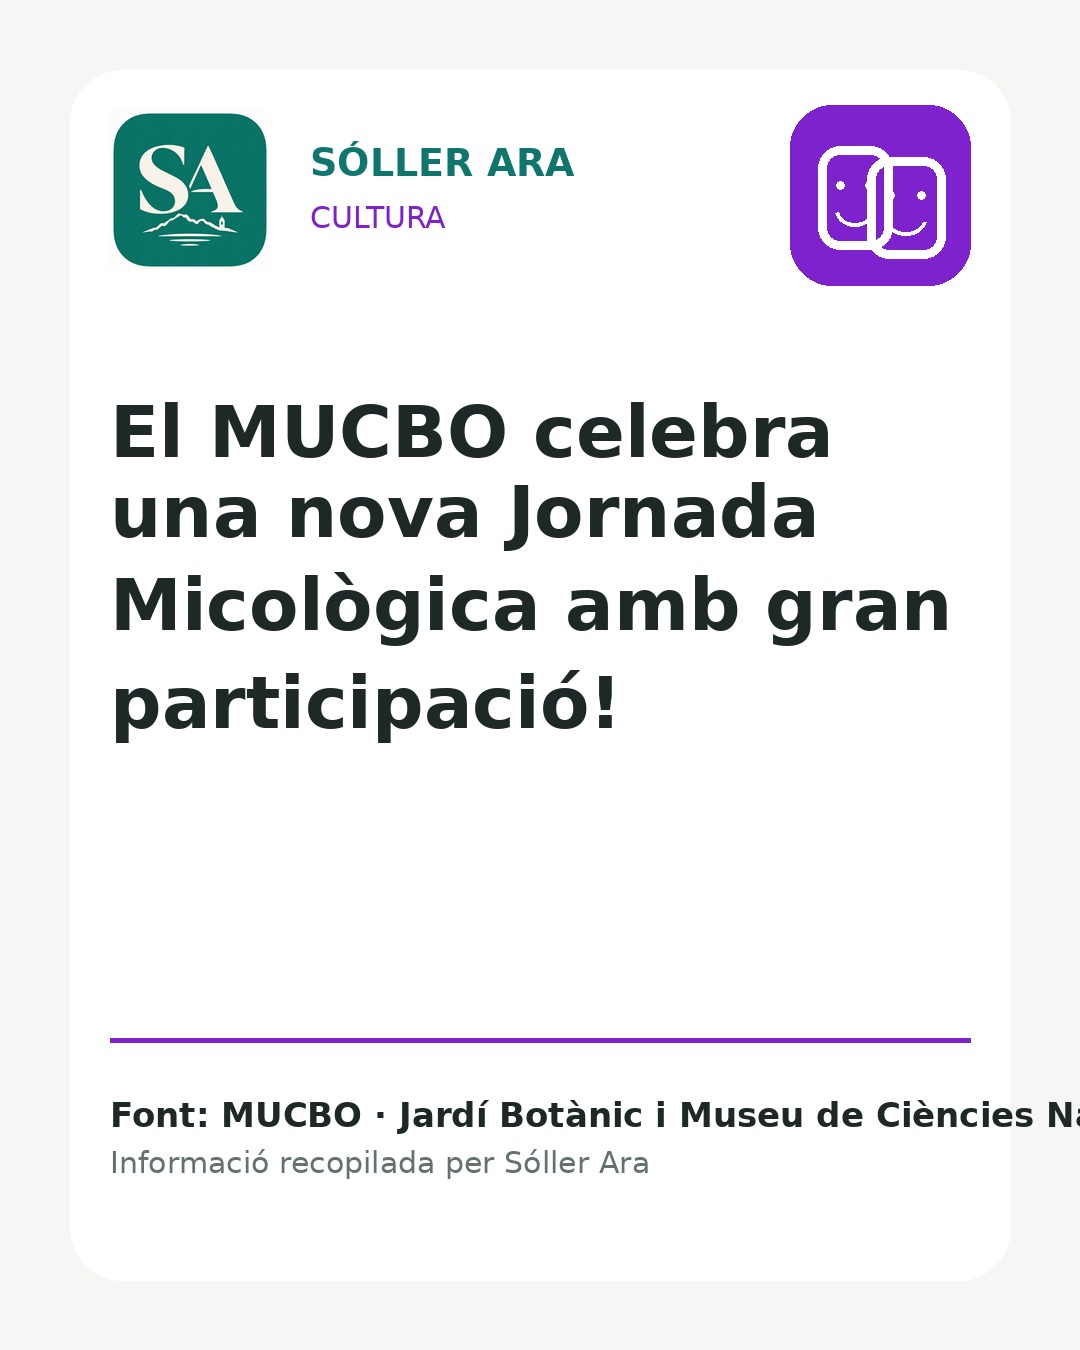 SA
SÓLLER ARA
CULTURA
El MUCBO celebra
una nova Jornada
Micològica amb gran
participació!
Font: MUCBO · Jardí Botànic i Museu de Ciències
Informació recopilada per Sóller Ara